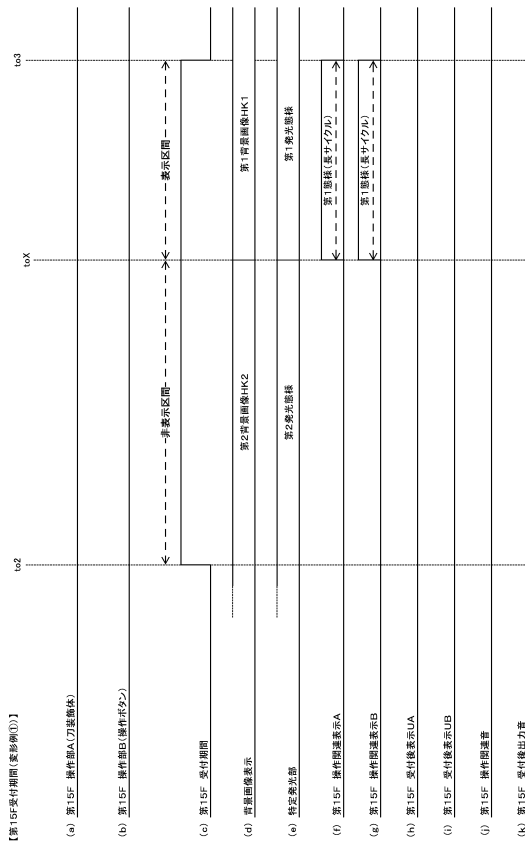 【第15F受付期間(変形例①)】
to2
toX
to3
(a) 第15F 操作部A(刀装飾体)
(b) 第15F 操作部B(操作ボタン)
非表示区間
表示区間
(c) 第15F 受付期間
(d) 背景画像表示
第2背景画像HK2
第1背景画像HK1
(e) 特定発光部
第2発光態様
第1発光態様
(f) 第15F 操作関連表示A
第1態様(長サイクル)
(g) 第15F 操作関連表示B
第1態様(長サイクル)
(h) 第15F 受付後表示UA
(i) 第15F 受付後表示UB
(j) 第15F 操作関連音
(k) 第15F 受付後出力音